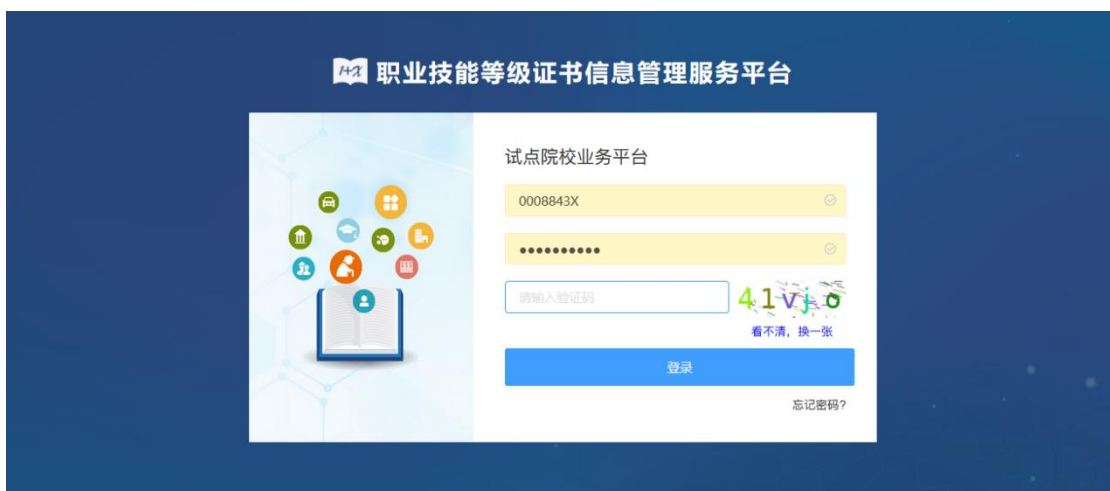 1+X 职业技能等级证书信息管理服务平台
试点院校业务平台
0008843X
••••••••••
请输入验证码
41vjo
看不清，换一张
登录
忘记密码?